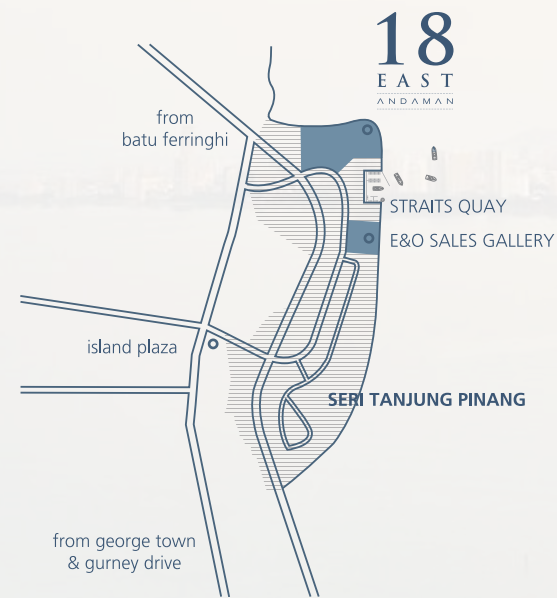 18
EAST
ANDAMAN
from
batu ferringhi
STRAITS QUAY
E&O SALES GALLERY
island plaza
SERI TANJUNG PINANG
from george town
& gurney drive